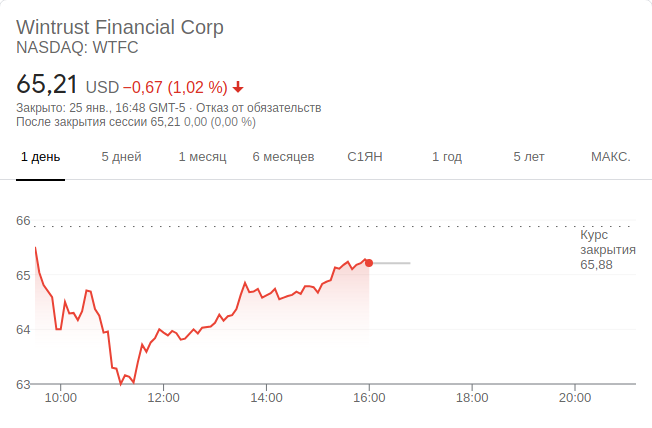 Wintrust Financial Corp
NASDAQ: WTFC
65,21 USD −0,67 (1,02 %)
Закрыто: 25 янв., 16:48 GMT-5 · Отказ от обязательств
После закрытия сессии 65,21 0,00 (0,00 %)
1 день 5 дней 1 месяц 6 месяцев С1ЯН 1 год 5 лет МАКС.
66
Курс
закрытия
65,88
65
64
63
10:00 12:00 14:00 16:00 18:00 20:00